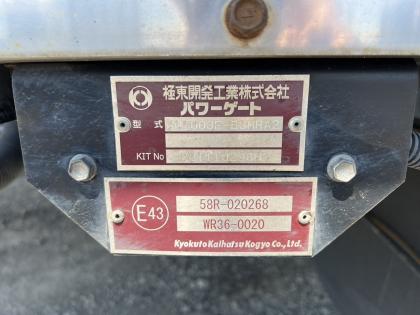 極東開発工業株式会社
パワーゲート
型式
KIT No
E43
58R-020268
WR36-0020
Kyokuto Kaihatsu Kogyo Co., Ltd.